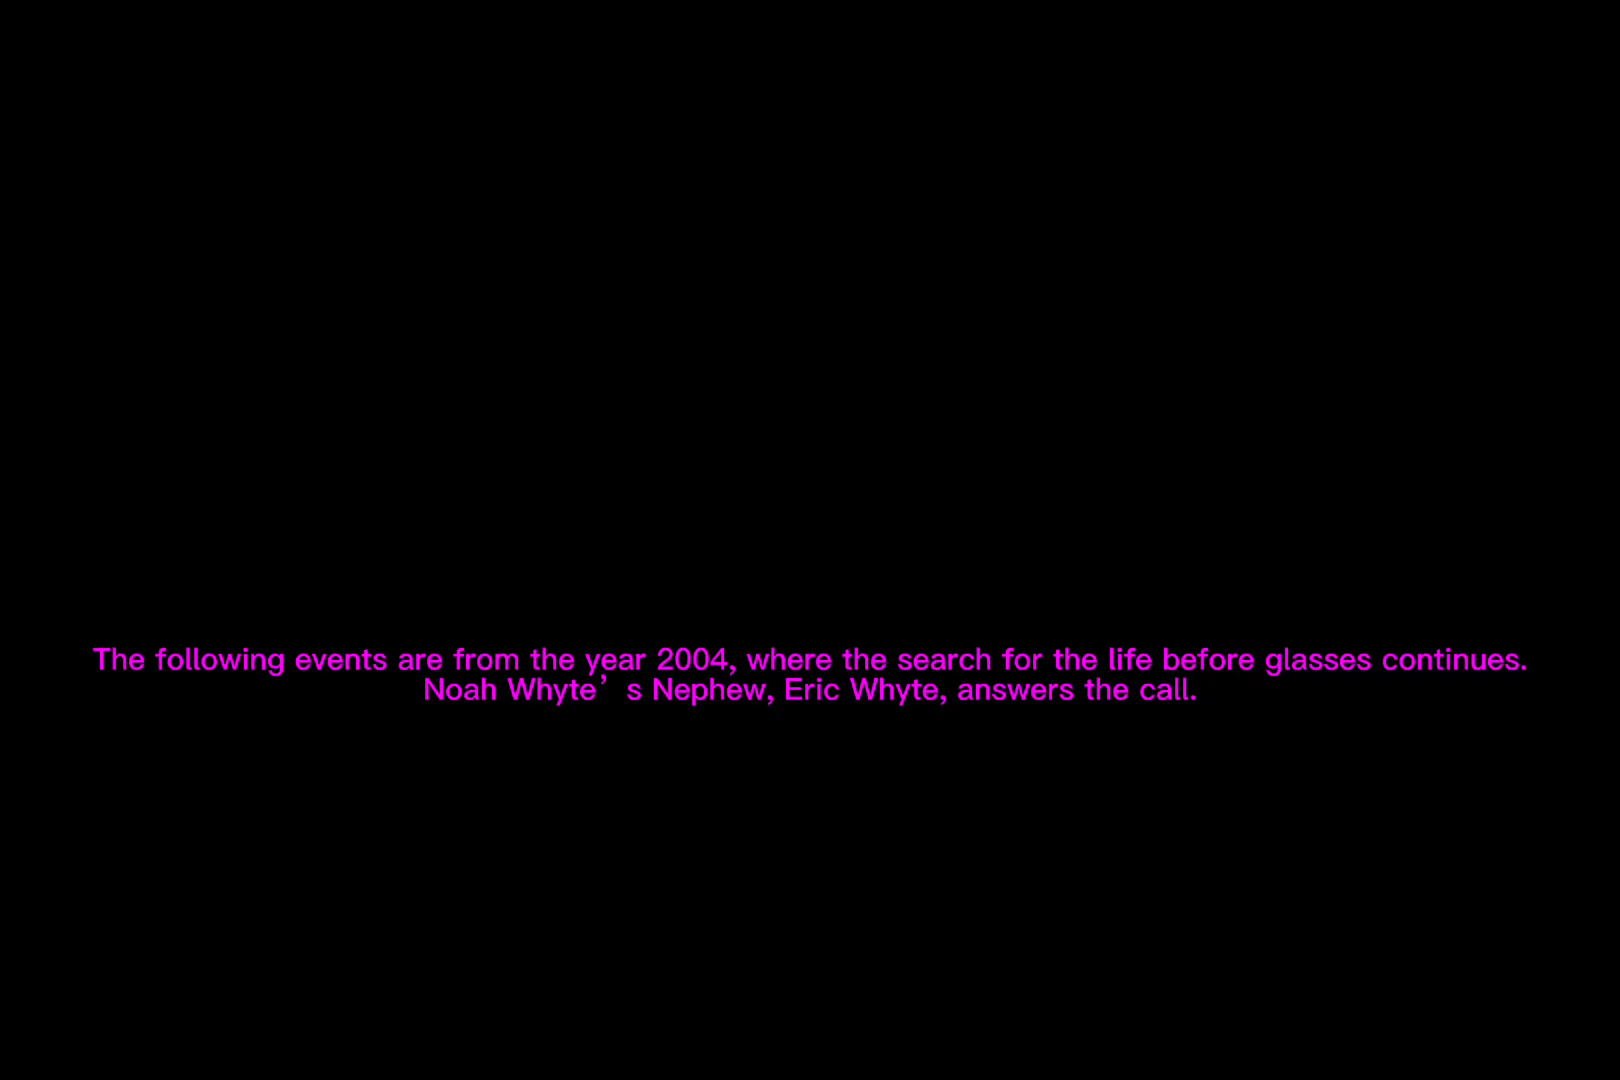 The following events are from the year 2004, where the search for the life before glasses continues.
Noah Whyte’s Nephew, Eric Whyte, answers the call.